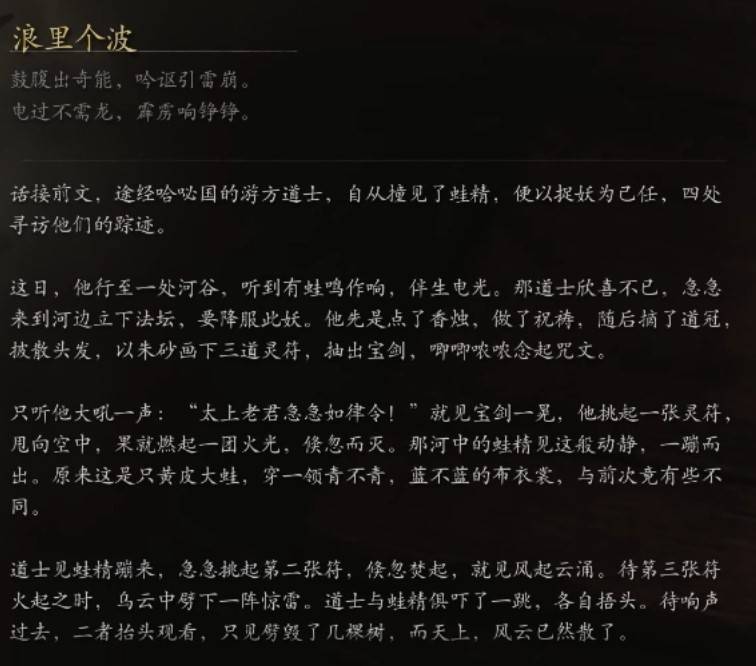 浪里个波
鼓腹出奇能，吟讴引雷崩。
电过不需龙，霹雳响铮铮。
话接前文，途经哈咇国的游方道士，自从撞见了蛙精，便以捉妖为己任，四处
寻访他们的踪迹。
这日，他行至一处河谷，听到有蛙鸣作响，伴生电光。那道士欣喜不已，急急
来到河边立下法坛，要降服此妖。他先是点了香烛，做了祝祷，随后摘了道冠，
披散头发，以朱砂画下三道灵符，抽出宝剑，唧唧哝哝念起咒文。
只听他大吼一声：“太上老君急急如律令！”就见宝剑一晃，他挑起一张灵符，
甩向空中，果就燃起一团火光，倏忽而灭。那河中的蛙精见这般动静，一蹦而
出。原来这是只黄皮大蛙，穿一领青不青，蓝不蓝的布衣裳，与前次竟有些不
同。
道士见蛙精蹦来，急急挑起第二张符，倏忽焚起，就见风起云涌。待第三张符
火起之时，乌云中劈下一阵惊雷。道士与蛙精俱吓了一跳，各自捂头。待响声
过去，二者抬头观看，只见劈毁了几棵树，而天上，风云已然散了。